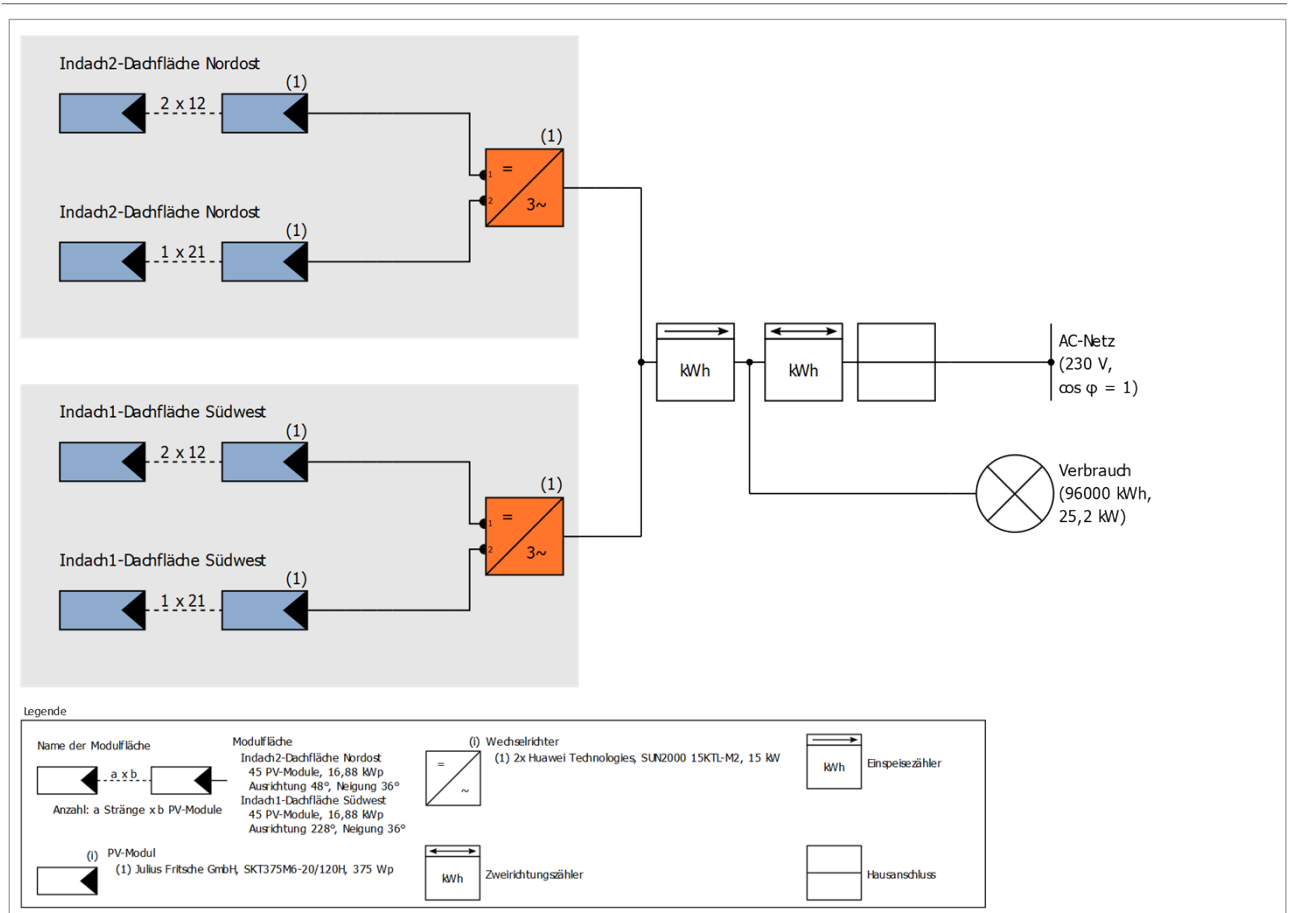 Indach2-Dachfläche Nordost
(1)
2 x 12
(1)
1
=
2
3~
Indach2-Dachfläche Nordost
(1)
1 x 21
kWh
kWh
AC-Netz
(230 V,
cos φ = 1)
Indach1-Dachfläche Südwest
(1)
2 x 12
(1)
1
=
2
3~
Verbrauch
(96000 kWh,
25,2 kW)
Indach1-Dachfläche Südwest
(1)
1 x 21
Legende
Name der Modulfläche
a x b
Anzahl: a Stränge x b PV-Module
Modulfläche
Indach2-Dachfläche Nordost
45 PV-Module, 16,88 kWp
Ausrichtung 48°, Neigung 36°
Indach1-Dachfläche Südwest
45 PV-Module, 16,88 kWp
Ausrichtung 228°, Neigung 36°
(i) PV-Modul
(1) Julius Fritsche GmbH, SKT375M6-20/120H, 375 Wp
=
~
(i) Wechselrichter
(1) 2x Huawei Technologies, SUN2000 15KTL-M2, 15 kW
kWh
Zweirichtungszähler
kWh
Einspeisezähler
Hausanschluss